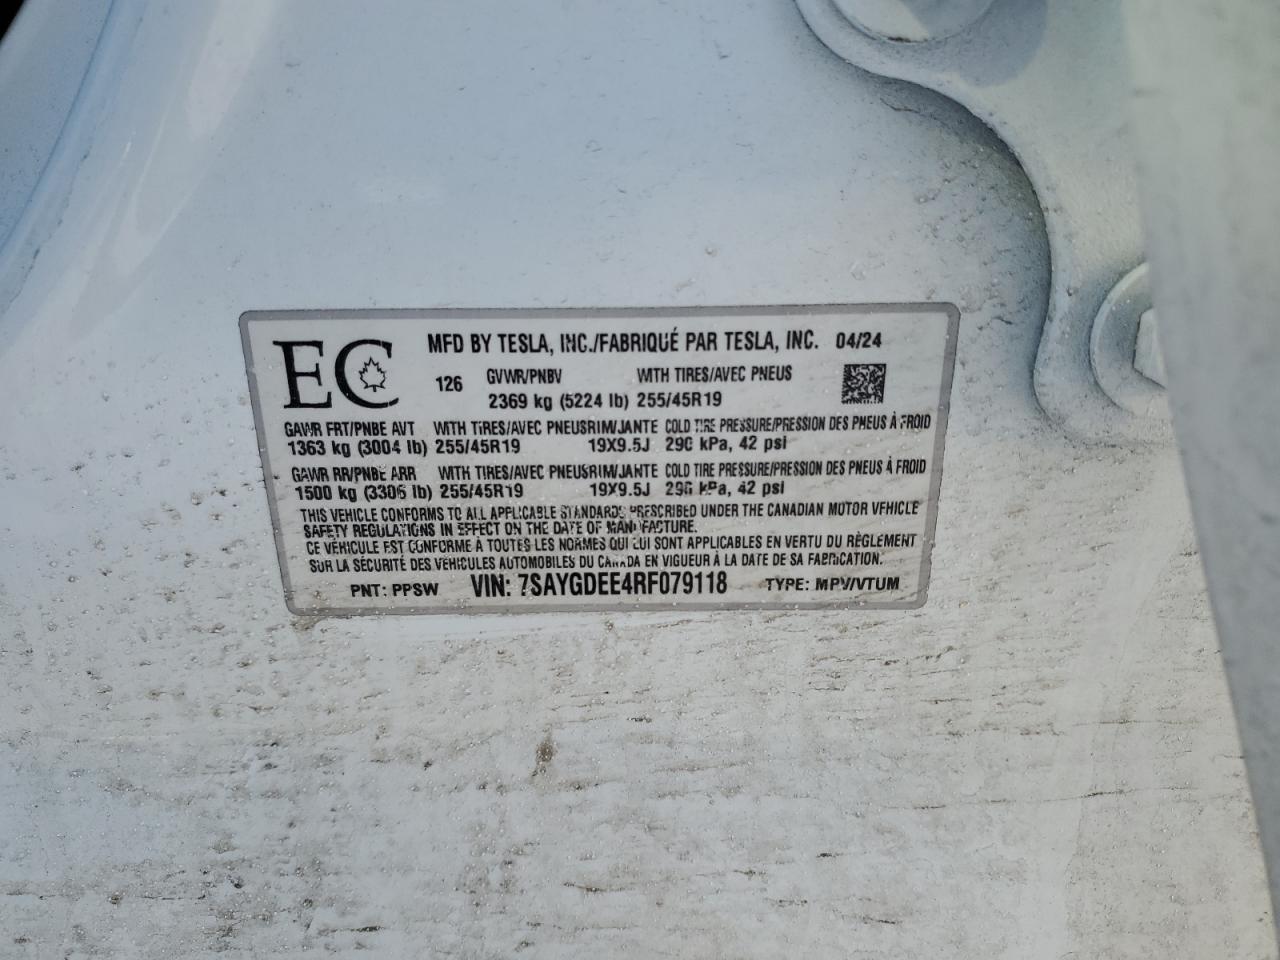 EC MFD BY TESLA, INC./FABRIQUÉ PAR TESLA, INC. 04/24
126 GVWR/PNBV WITH TIRES/AVEC PNEUS
2369 kg (5224 lb) 255/45R19
GAWR FRT/PNBE AVT WITH TIRES/AVEC PNEUS RIM/JANTE COLD TIRE PRESSURE/PRESSION DES PNEUS À FROID
1363 kg (3004 lb) 255/45R19 19X9.5J 290 kPa, 42 psi
GAWR RR/PNBE ARR WITH TIRES/AVEC PNEUS RIM/JANTE COLD TIRE PRESSURE/PRESSION DES PNEUS À FROID
1500 kg (3306 lb) 255/45R19 19X9.5J 290 kPa, 42 psi
THIS VEHICLE CONFORMS TO ALL APPLICABLE STANDARDS PRESCRIBED UNDER THE CANADIAN MOTOR VEHICLE
SAFETY REGULATIONS IN EFFECT ON THE DATE OF MANUFACTURE.
CE VÉHICULE EST CONFORME À TOUTES LES NORMES QUI LUI SONT APPLICABLES EN VERTU DU RÈGLEMENT
SUR LA SÉCURITÉ DES VÉHICULES AUTOMOBILES DU CANADA EN VIGUEUR À LA DATE DE SA FABRICATION.
PNT: PPSW VIN: 7SAYGDEE4RF079118 TYPE: MPV/VTUM